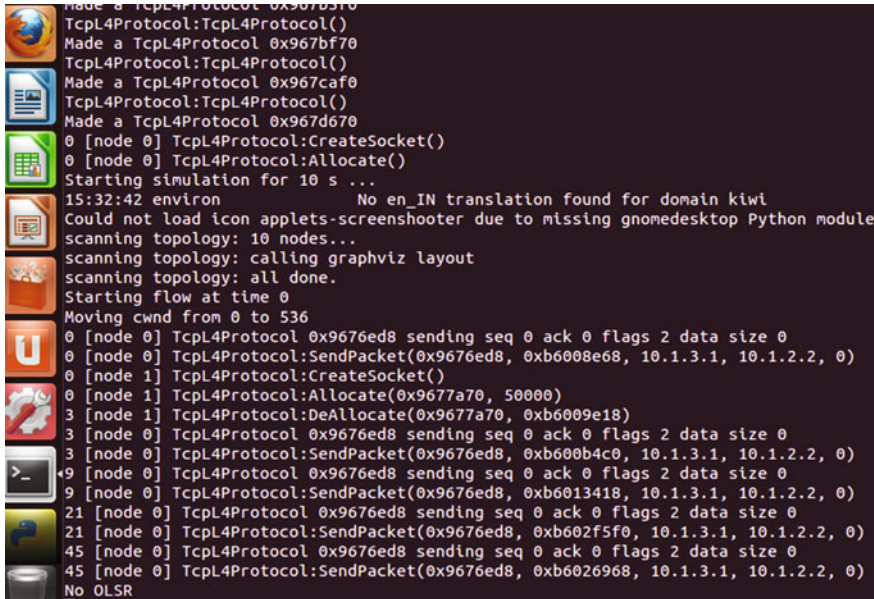 Made a TcpL4Protocol 0x967b3f0
TcpL4Protocol:TcpL4Protocol()
Made a TcpL4Protocol 0x967bf70
TcpL4Protocol:TcpL4Protocol()
Made a TcpL4Protocol 0x967caf0
TcpL4Protocol:TcpL4Protocol()
Made a TcpL4Protocol 0x967d670
0 [node 0] TcpL4Protocol:CreateSocket()
0 [node 0] TcpL4Protocol:Allocate()
Starting simulation for 10 s ...
15:32:42 environ No en_IN translation found for domain kiwi
Could not load icon applets-screenshooter due to missing gnomedesktop Python module
scanning topology: 10 nodes...
scanning topology: calling graphviz layout
scanning topology: all done.
Starting flow at time 0
Moving cwnd from 0 to 536
0 [node 0] TcpL4Protocol 0x9676ed8 sending seq 0 ack 0 flags 2 data size 0
0 [node 0] TcpL4Protocol:SendPacket(0x9676ed8, 0xb6008e68, 10.1.3.1, 10.1.2.2, 0)
0 [node 1] TcpL4Protocol:CreateSocket()
0 [node 1] TcpL4Protocol:Allocate(0x9677a70, 50000)
3 [node 1] TcpL4Protocol:DeAllocate(0x9677a70, 0xb6009e18)
3 [node 0] TcpL4Protocol 0x9676ed8 sending seq 0 ack 0 flags 2 data size 0
3 [node 0] TcpL4Protocol:SendPacket(0x9676ed8, 0xb600b4c0, 10.1.3.1, 10.1.2.2, 0)
9 [node 0] TcpL4Protocol 0x9676ed8 sending seq 0 ack 0 flags 2 data size 0
9 [node 0] TcpL4Protocol:SendPacket(0x9676ed8, 0xb6013418, 10.1.3.1, 10.1.2.2, 0)
21 [node 0] TcpL4Protocol 0x9676ed8 sending seq 0 ack 0 flags 2 data size 0
21 [node 0] TcpL4Protocol:SendPacket(0x9676ed8, 0xb602f5f0, 10.1.3.1, 10.1.2.2, 0)
45 [node 0] TcpL4Protocol 0x9676ed8 sending seq 0 ack 0 flags 2 data size 0
45 [node 0] TcpL4Protocol:SendPacket(0x9676ed8, 0xb6026968, 10.1.3.1, 10.1.2.2, 0)
No OLSR